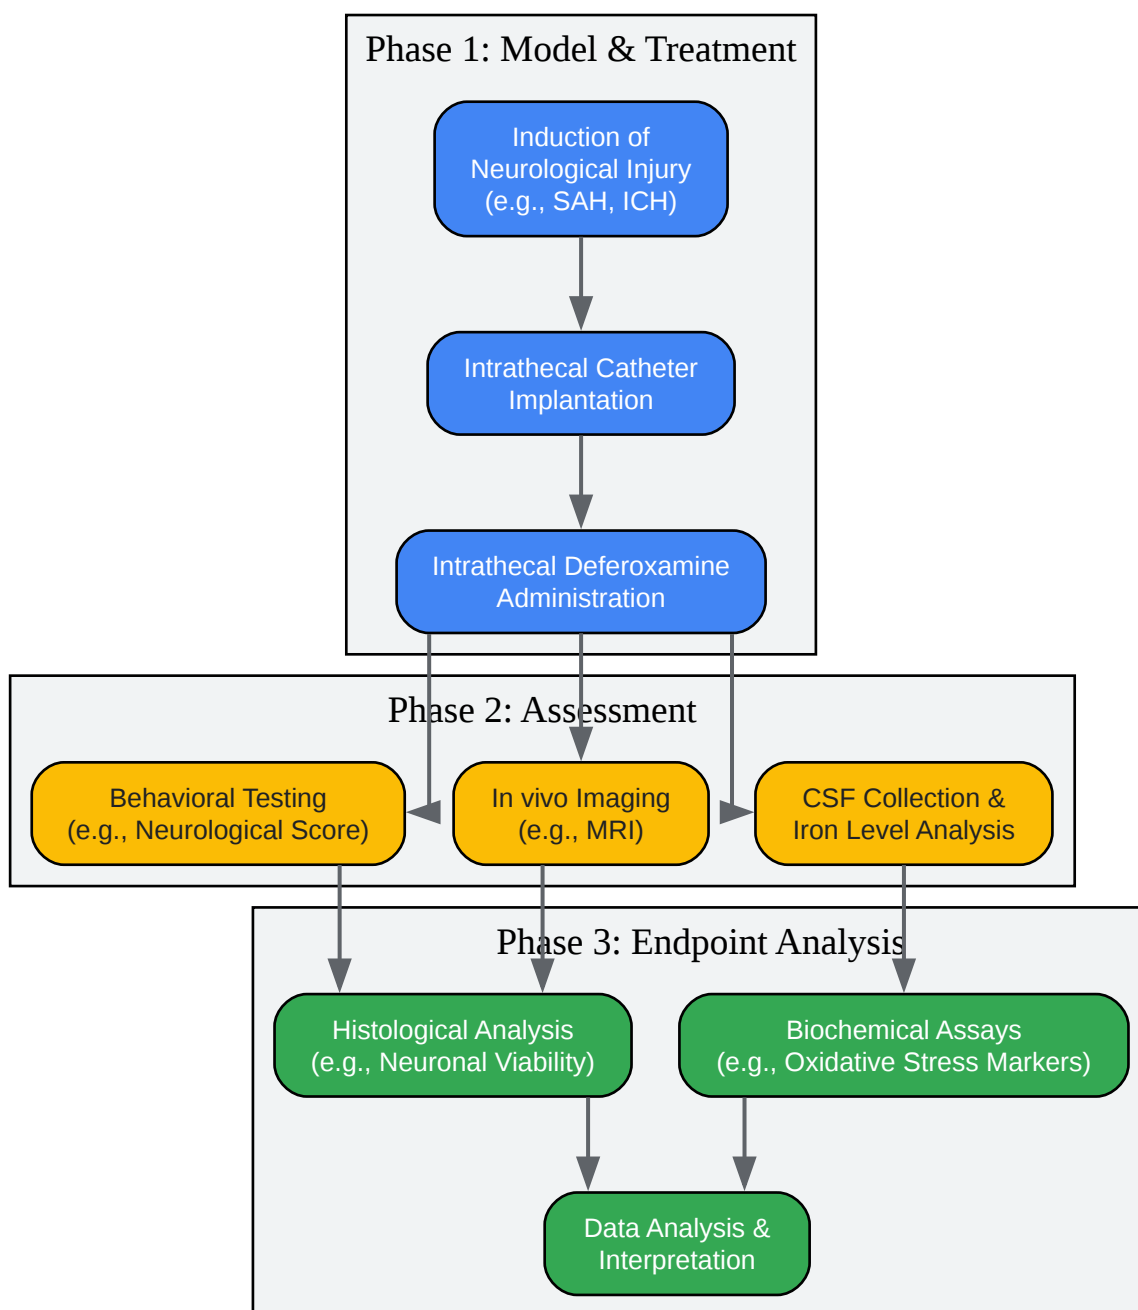 Phase 1: Model & Treatment
Induction of
Neurological Injury
(e.g., SAH, ICH)
Intrathecal Catheter
Implantation
Intrathecal Deferoxamine
Administration
Phase 2: Assessment
Behavioral Testing
(e.g., Neurological Score)
In vivo Imaging
(e.g., MRI)
CSF Collection &
Iron Level Analysis
Phase 3: Endpoint Analysis
Histological Analysis
(e.g., Neuronal Viability)
Biochemical Assays
(e.g., Oxidative Stress Markers)
Data Analysis &
Interpretation